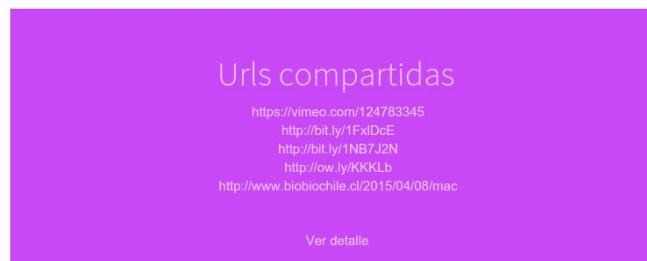 Urls compartidas
https://vimeo.com/124783345
http://bit.ly/1FxlDcE
http://bit.ly/1NB7J2N
http://ow.ly/KKKLb
http://www.biobiochile.cl/2015/04/08/mac
Ver detalle